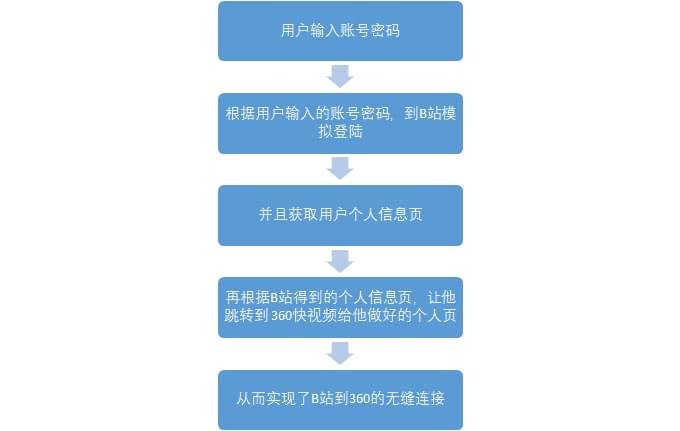 用户输入账号密码
根据用户输入的账号密码，到B站模
拟登陆
并且获取用户个人信息页
再根据B站得到的个人信息页，让他
跳转到360快视频给他做好的个人页
从而实现了B站到360的无缝连接